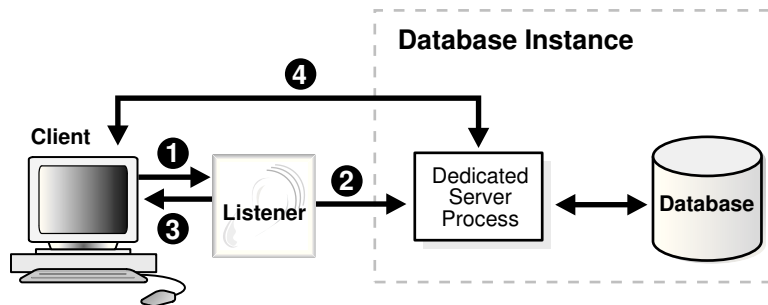 Database Instance
4
Client
1
2
3
Listener
Dedicated
Server
Process
Database